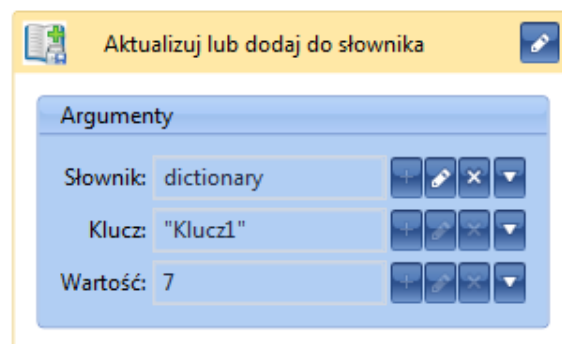 Aktualizuj lub dodaj do słownika
Argumenty
Słownik: dictionary
Klucz: "Klucz1"
Wartość: 7